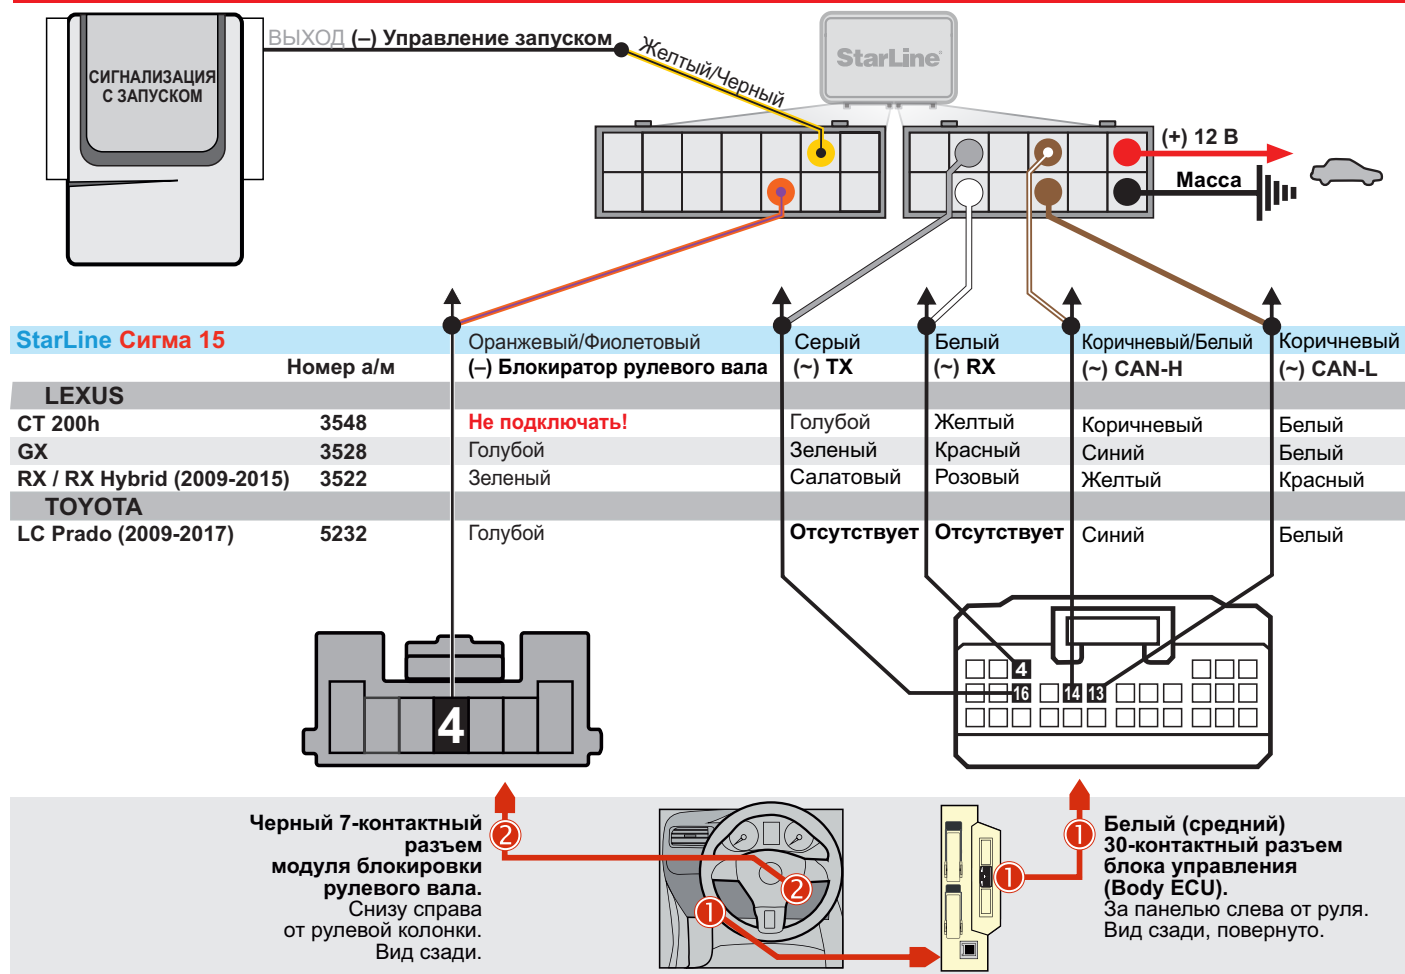 ВЫХОД (–) Управление запуском
Желтый/Черный
StarLine
СИГНАЛИЗАЦИЯ
С ЗАПУСКОМ
(+) 12 В
Масса
StarLine Сигма 15
Оранжевый/Фиолетовый Серый Белый Коричневый/Белый Коричневый
Номер а/м (–) Блокиратор рулевого вала (~) TX (~) RX (~) CAN-H (~) CAN-L
LEXUS
CT 200h 3548 Не подключать! Голубой Желтый Коричневый Белый
GX 3528 Голубой Зеленый Красный Синий Белый
RX / RX Hybrid (2009-2015) 3522 Зеленый Салатовый Розовый Желтый Красный
TOYOTA
LC Prado (2009-2017) 5232 Голубой Отсутствует Отсутствует Синий Белый
4
4
16 14 13
Черный 7-контактный
разъем
модуля блокировки
рулевого вала.
Снизу справа
от рулевой колонки.
Вид сзади.
2
2
1
1
1
Белый (средний)
30-контактный разъем
блока управления
(Body ECU).
За панелью слева от руля.
Вид сзади, повернуто.